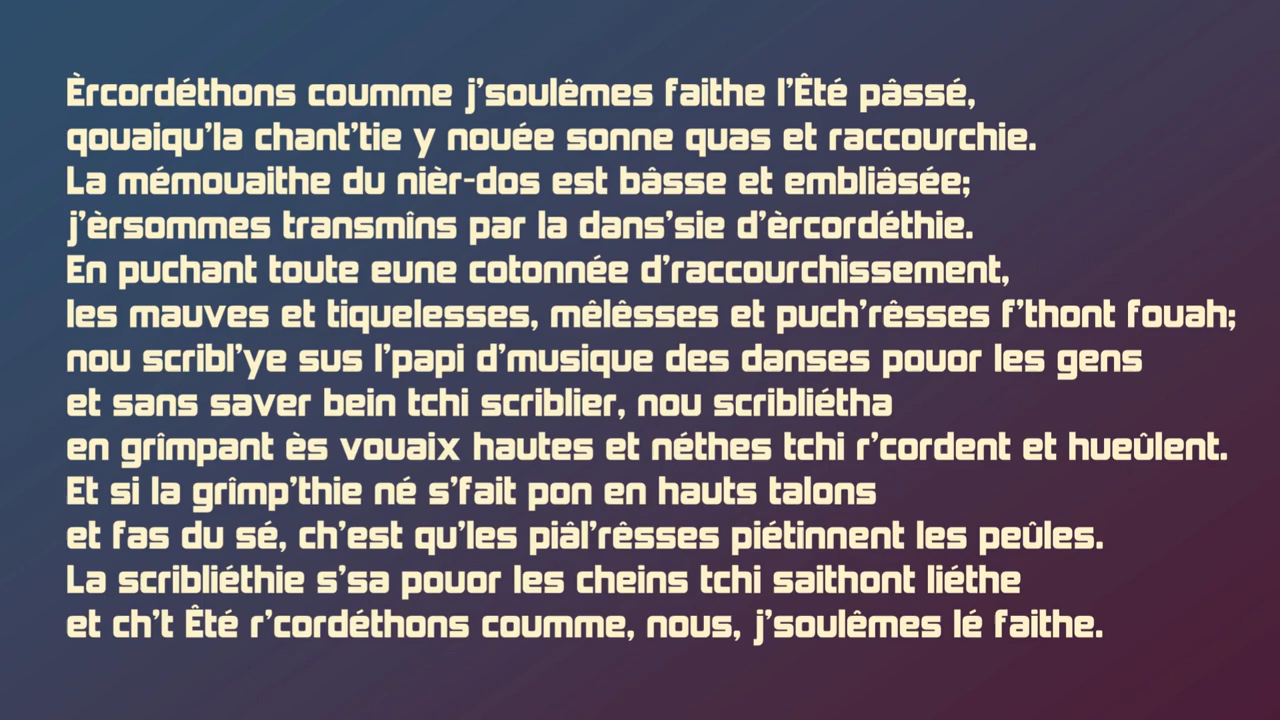 Èrcordéthons coumme j'soulêmes faithe l'Êté pâssé,
qouaiqu'la chant'tie y nouée sonne quas et raccourchie.
La mémouaithe du nièr-dos est bâsse et embliâsée;
j'èrsommes transmîns par la dans'sie d'èrcordéthie.
En puchant toute eune cotonnée d'raccourchissement,
les mauves et tiquelesses, mêlêsses et puch'rêsses f'thont fouah;
nou scribl'ye sus l'papi d'musique des danses pouor les gens
et sans saver bein tchi scriblier, nou scribliétha
en grîmpant ès vouaix hautes et néthes tchi r'cordent et hueûlent.
Et si la grîmp'thie né s'fait pon en hauts talons
et fas du sé, ch'est qu'les piâl'rêsses piétinnent les peûles.
La scribliéthie s'sa pouor les cheins tchi saithont liéthe
et ch't Êté r'cordéthons coumme, nous, j'soulêmes lé faithe.